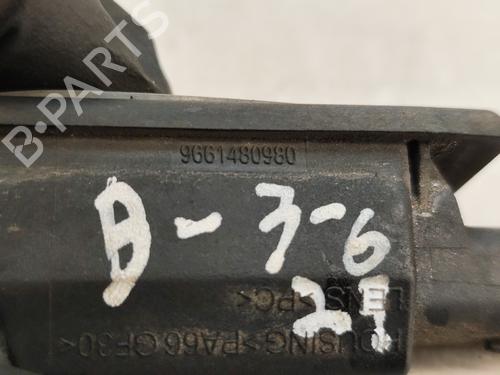 B-PARTS
9661480980
B-3-6
21
LENS >PC<
HOUSING >PA66 GF30<